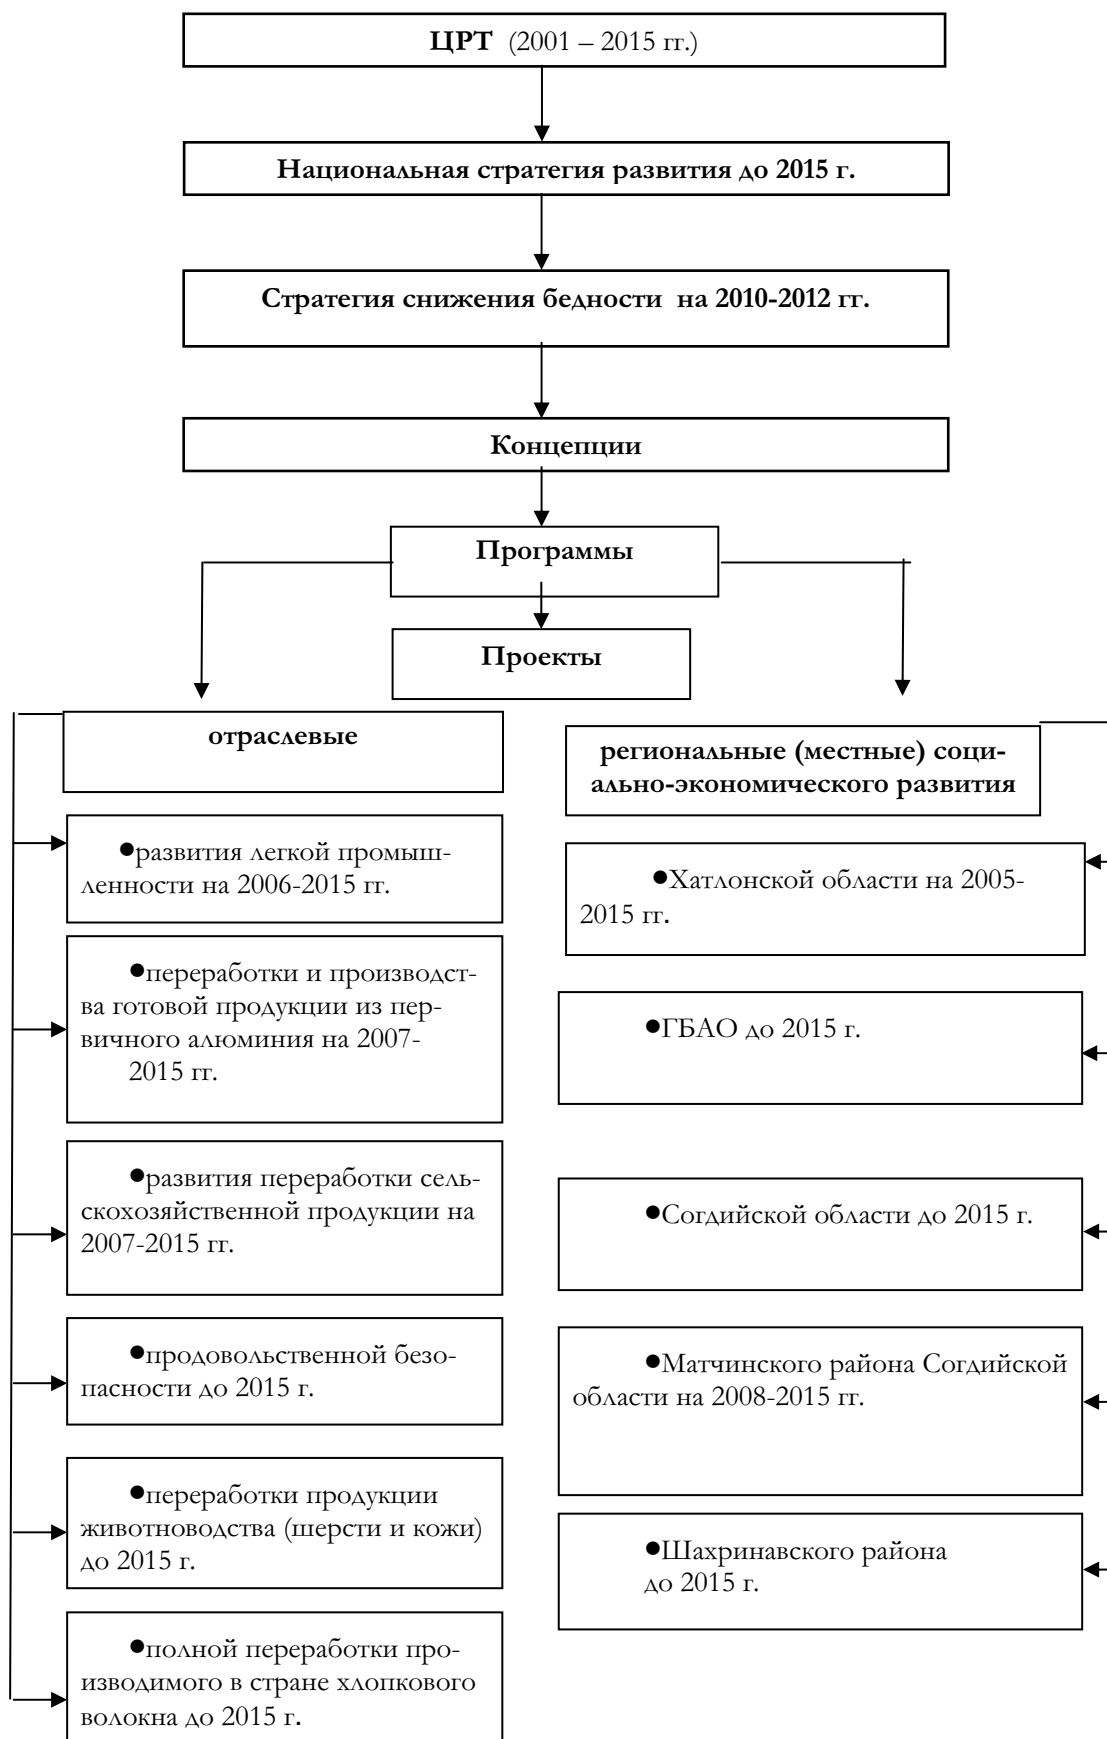 ЦРТ (2001 – 2015 гг.)
Национальная стратегия развития до 2015 г.
Стратегия снижения бедности на 2010-2012 гг.
Концепции
Программы
Проекты
отраслевые
●развития легкой промыш-
ленности на 2006-2015 гг.
●переработки и производст-
ва готовой продукции из пер-
вичного алюминия на 2007-
2015 гг.
●развития переработки сель-
скохозяйственной продукции на
2007-2015 гг.
●продовольственной безо-
пасности до 2015 г.
●переработки продукции
животноводства (шерсти и кожи)
до 2015 г.
●полной переработки про-
изводимого в стране хлопкового
волокна до 2015 г.
региональные (местные) соци-
ально-экономического развития
●Хатлонской области на 2005-
2015 гг.
●ГБАО до 2015 г.
●Согдийской области до 2015 г.
●Матчинского района Согдийской
области на 2008-2015 гг.
●Шахринавского района
до 2015 г.